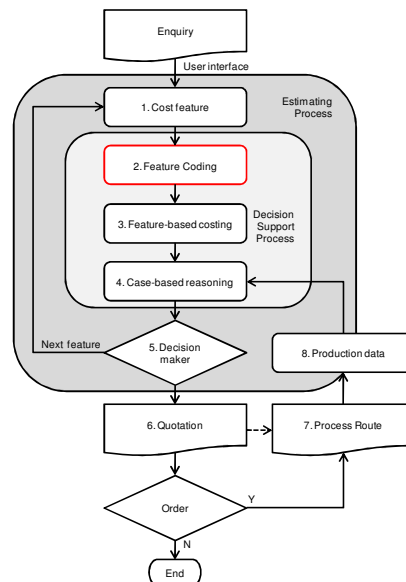 Enquiry
User interface
Estimating
Process
1. Cost feature
2. Feature Coding
3. Feature-based costing
Decision
Support
Process
4. Case-based reasoning
Next feature
5. Decision
maker
8. Production data
6. Quotation
7. Process Route
Order
Y
N
End